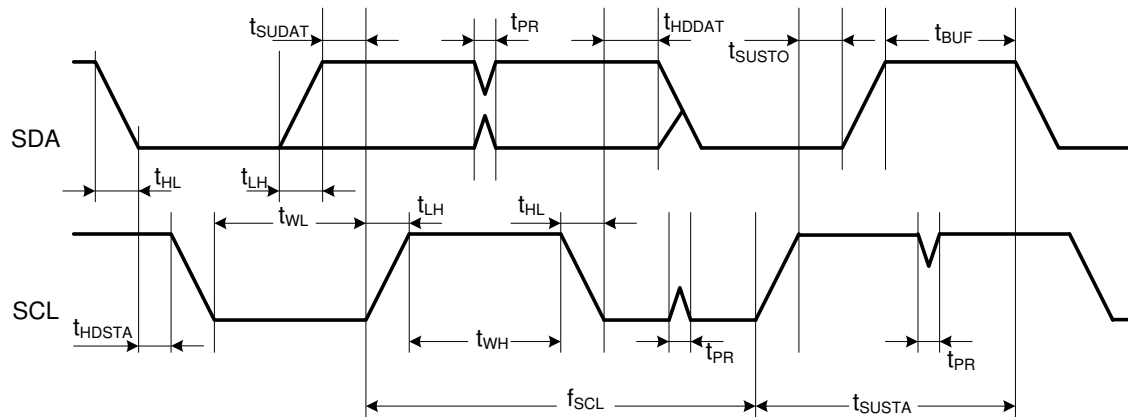 tSUDAT
tPR
tHDDAT
tSUSTO
tBUF
SDA
tHL
tLH
tWL
tLH
tHL
SCL
tHDSTA
tWH
tPR
tPR
fSCL
tSUSTA